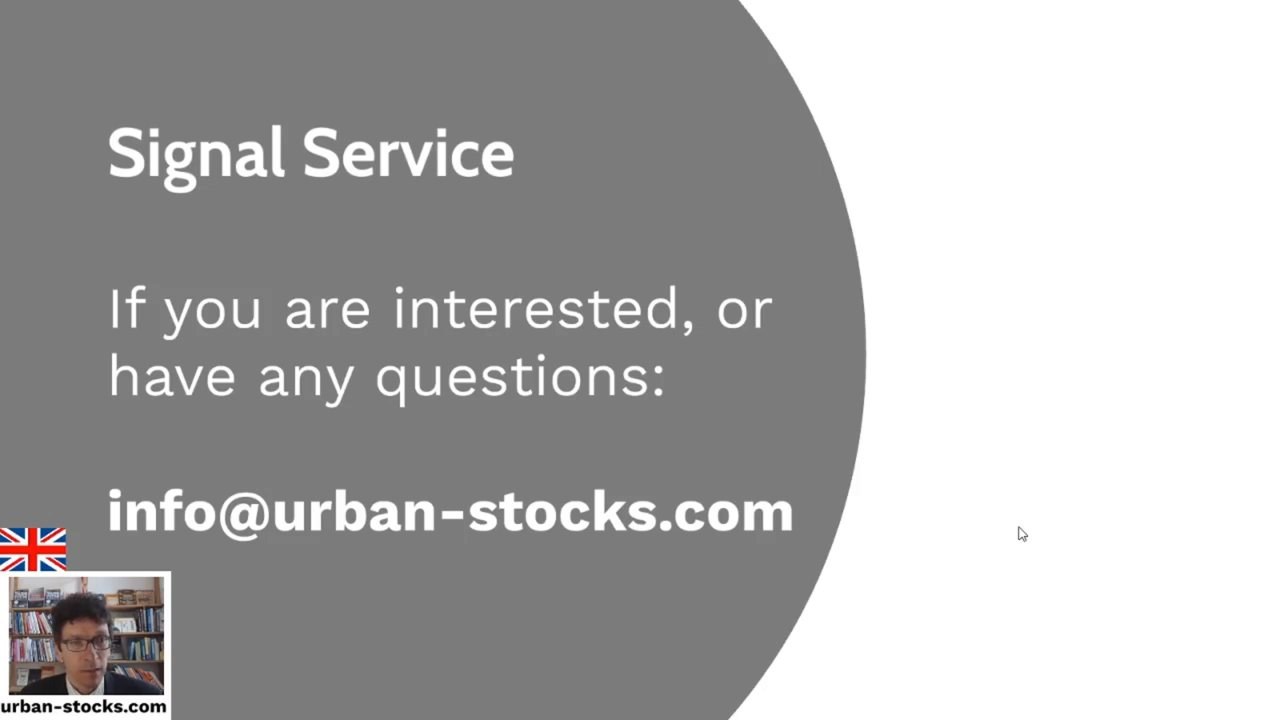 Signal Service
If you are interested, or
have any questions:
info@urban-stocks.com
urban-stocks.com